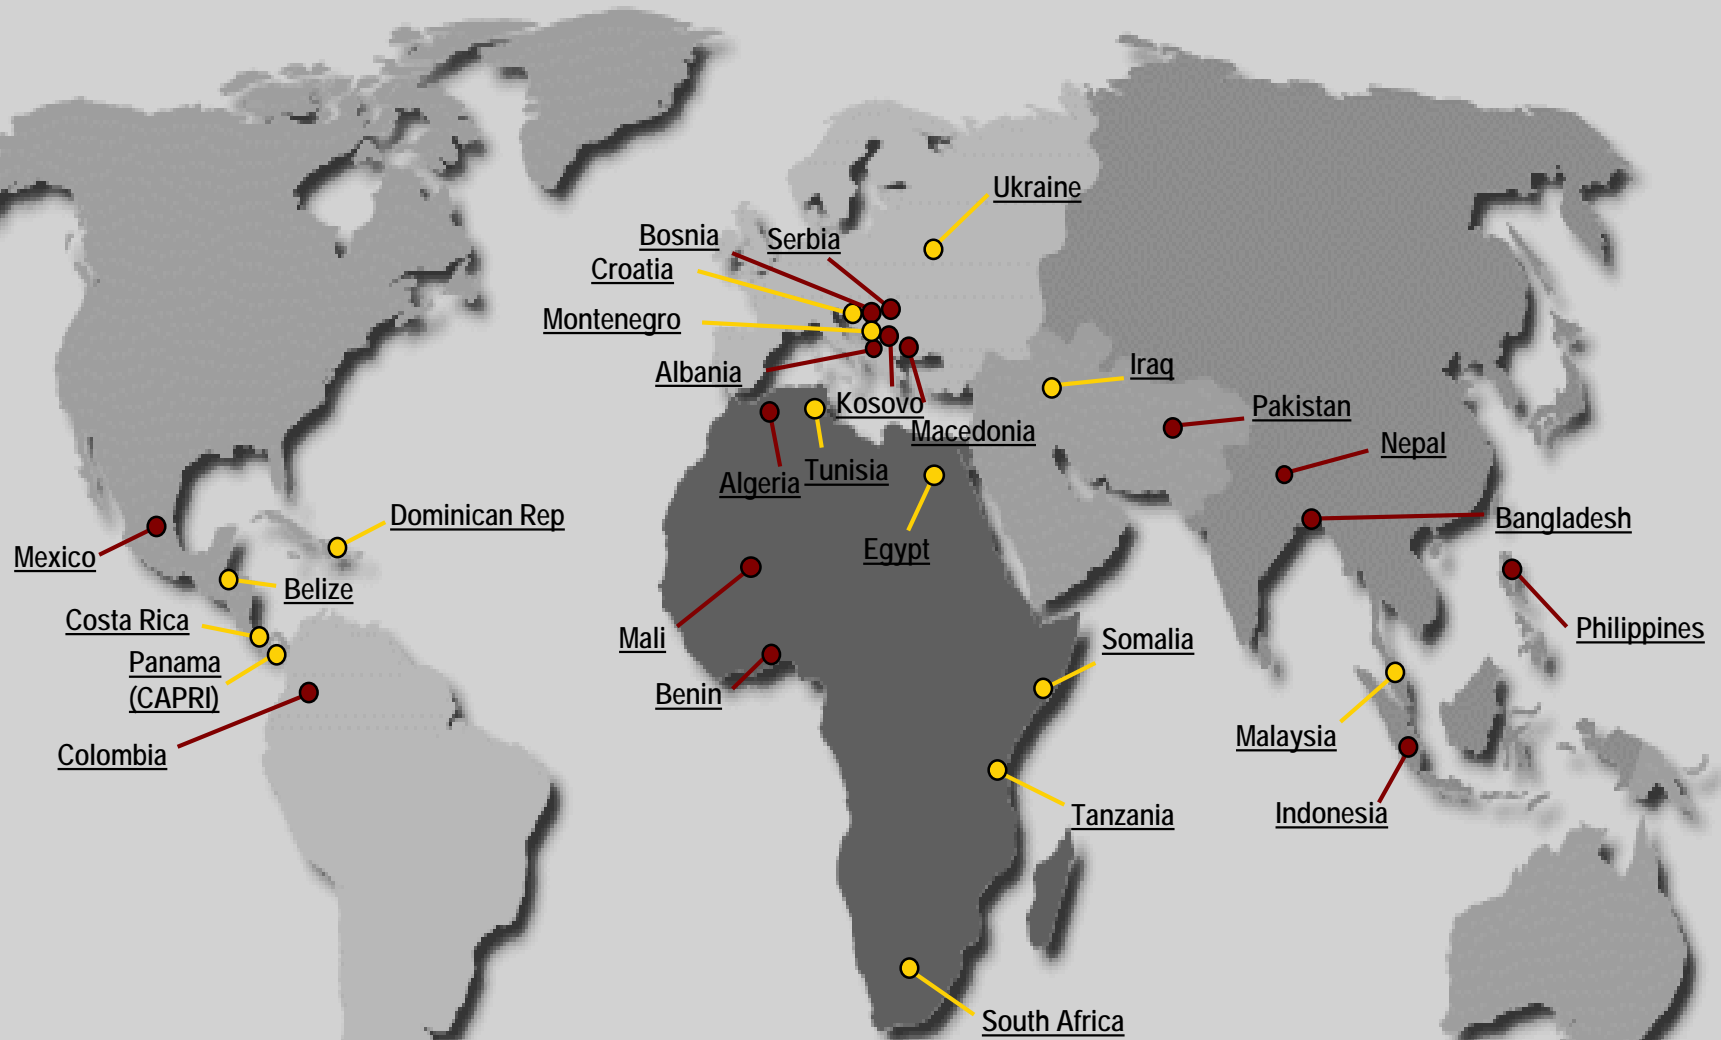 Ukraine
Bosnia
Serbia
Croatia
Montenegro
Albania
Iraq
Kosovo
Pakistan
Macedonia
Nepal
Tunisia
Algeria
Dominican Rep
Bangladesh
Egypt
Mexico
Belize
Costa Rica
Philippines
Mali
Somalia
Panama
(CAPRI)
Benin
Malaysia
Colombia
Indonesia
Tanzania
South Africa